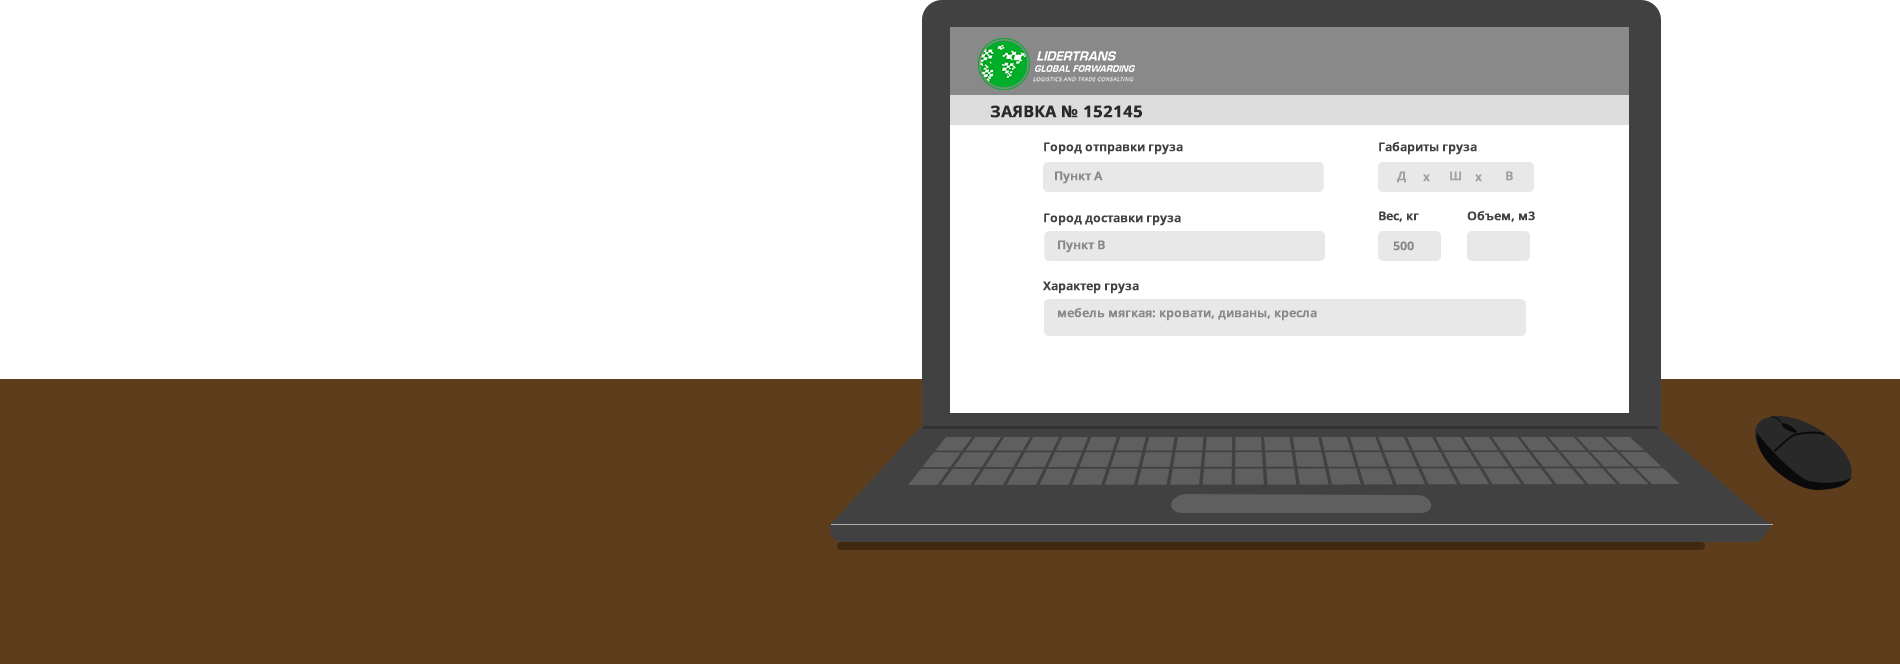 LIDERTRANS
GLOBAL FORWARDING
LOGISTICS AND TRADE CONSALTING
ЗАЯВКА № 152145
Город отправки груза
Пункт А
Город доставки груза
Пункт В
Габариты груза
Д х Ш х В
Вес, кг
500
Объем, м3
Характер груза
мебель мягкая: кровати, диваны, кресла